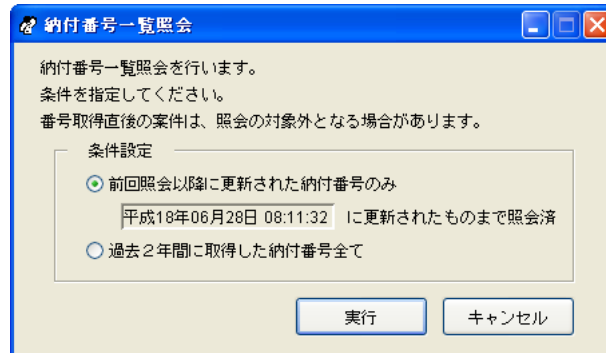 納付番号一覧照会
納付番号一覧照会を行います。
条件を指定してください。
番号取得直後の案件は、照会の対象外となる場合があります。
条件設定
前回照会以降に更新された納付番号のみ
平成18年06月28日 08:11:32 に更新されたものまで照会済
過去２年間に取得した納付番号全て
実行 キャンセル